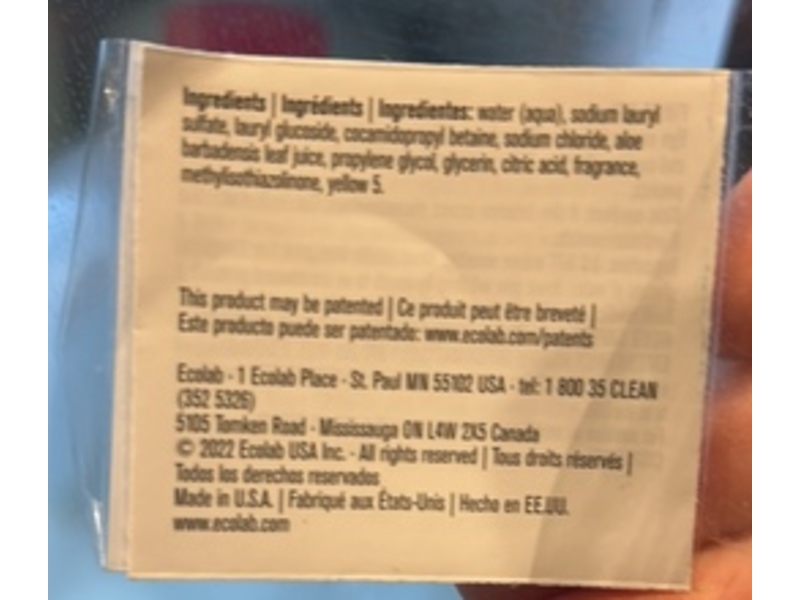 Ingredients | Ingrédients | Ingredientes: water (aqua), sodium lauryl
sulfate, lauryl glucoside, cocamidopropyl betaine, sodium chloride, aloe
barbadensis leaf juice, propylene glycol, glycerin, citric acid, fragrance,
methylisothiazolinone, yellow 5.
This product may be patented | Ce produit peut être breveté |
Este producto puede ser patentado: www.ecolab.com/patents
Ecolab - 1 Ecolab Place - St. Paul MN 55102 USA - tel: 1 800 35 CLEAN
(352 5326)
5105 Tomken Road - Mississauga ON L4W 2X5 Canada
© 2022 Ecolab USA Inc. - All rights reserved | Tous droits réservés |
Todos los derechos reservados
Made in U.S.A. | Fabriqué aux États-Unis | Hecho en EE.UU.
www.ecolab.com